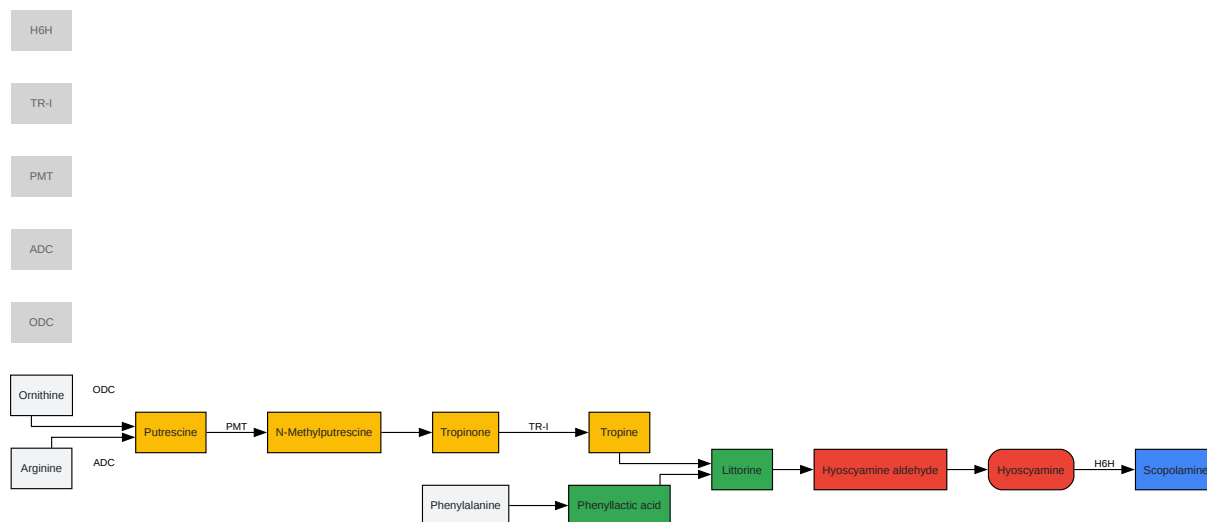 H6H
TR-I
PMT
ADC
ODC
Ornithine
ODC
Putrescine
PMT
N-Methylputrescine
Tropinone
TR-I
Tropine
Arginine
ADC
Littorine
Hyoscyamine aldehyde
Hyoscyamine
H6H
Scopolamine
Phenylalanine
Phenyllactic acid